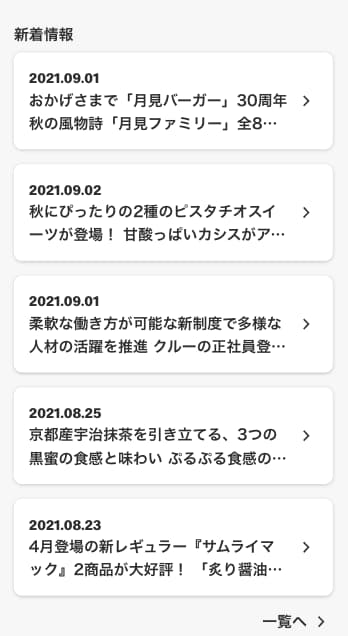 新着情報
2021.09.01
おかげさまで「月見バーガー」30周年
秋の風物詩「月見ファミリー」全8…
2021.09.02
秋にぴったりの2種のピスタチオスイ
ーツが登場！ 甘酸っぱいカシスがア…
2021.09.01
柔軟な働き方が可能な新制度で多様な
人材の活躍を推進 クルーの正社員登…
2021.08.25
京都産宇治抹茶を引き立てる、3つの
黒蜜の食感と味わい ぷるぷる食感の…
2021.08.23
4月登場の新レギュラー『サムライマ
ック』2商品が大好評！ 「炙り醤油…
一覧へ